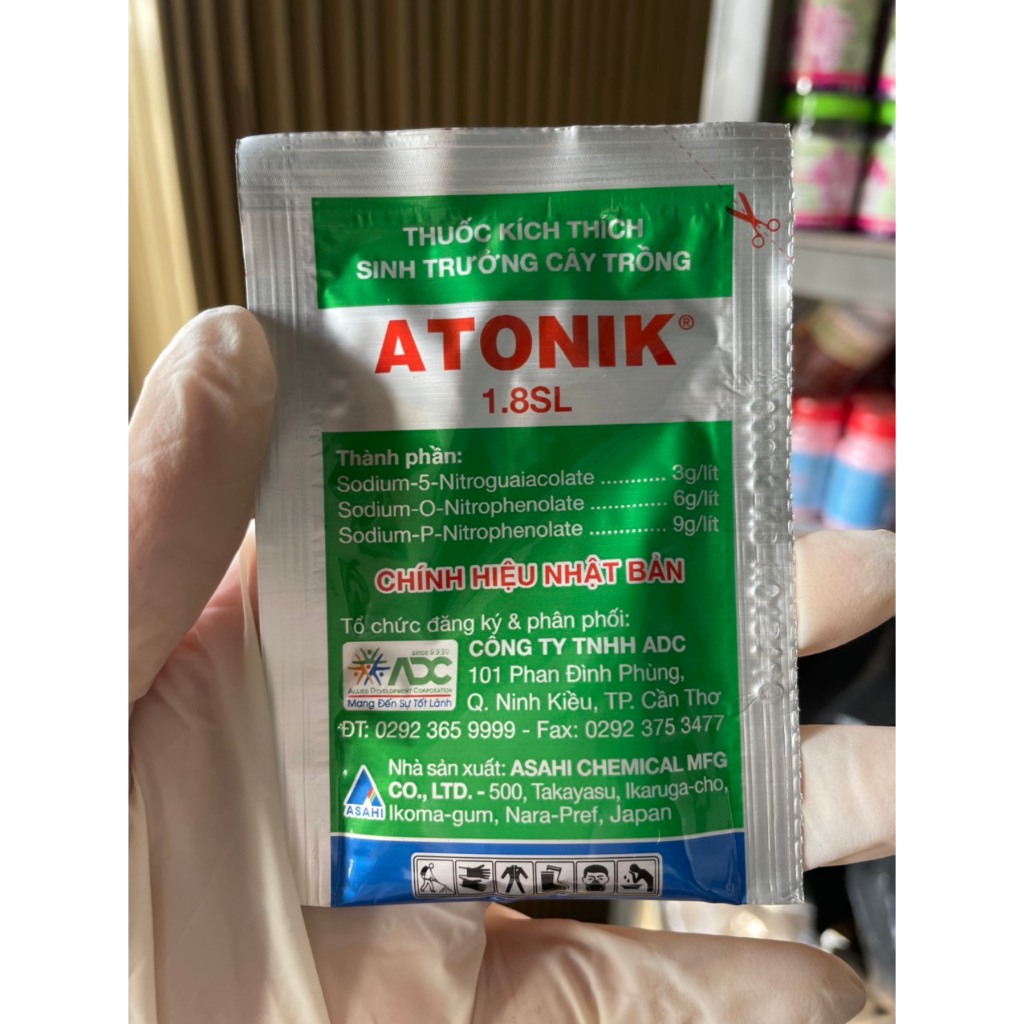 THUỐC KÍCH THÍCH
SINH TRƯỞNG CÂY TRỒNG
ATONIK®
1.8SL
Thành phần:
Sodium-5-Nitroguaiacolate ........... 3g/lít
Sodium-O-Nitrophenolate ............. 6g/lít
Sodium-P-Nitrophenolate ............. 9g/lít
CHÍNH HIỆU NHẬT BẢN
Tổ chức đăng ký & phân phối:
since 9.9.99
ADC
ALLIED DEVELOPMENT CORPORATION
Mang Đến Sự Tốt Lành
CÔNG TY TNHH ADC
101 Phan Đình Phùng,
Q. Ninh Kiều, TP. Cần Thơ
ĐT: 0292 365 9999 - Fax: 0292 375 3477
ASAHI
Nhà sản xuất: ASAHI CHEMICAL MFG
CO., LTD. - 500, Takayasu, Ikaruga-cho,
Ikoma-gum, Nara-Pref, Japan